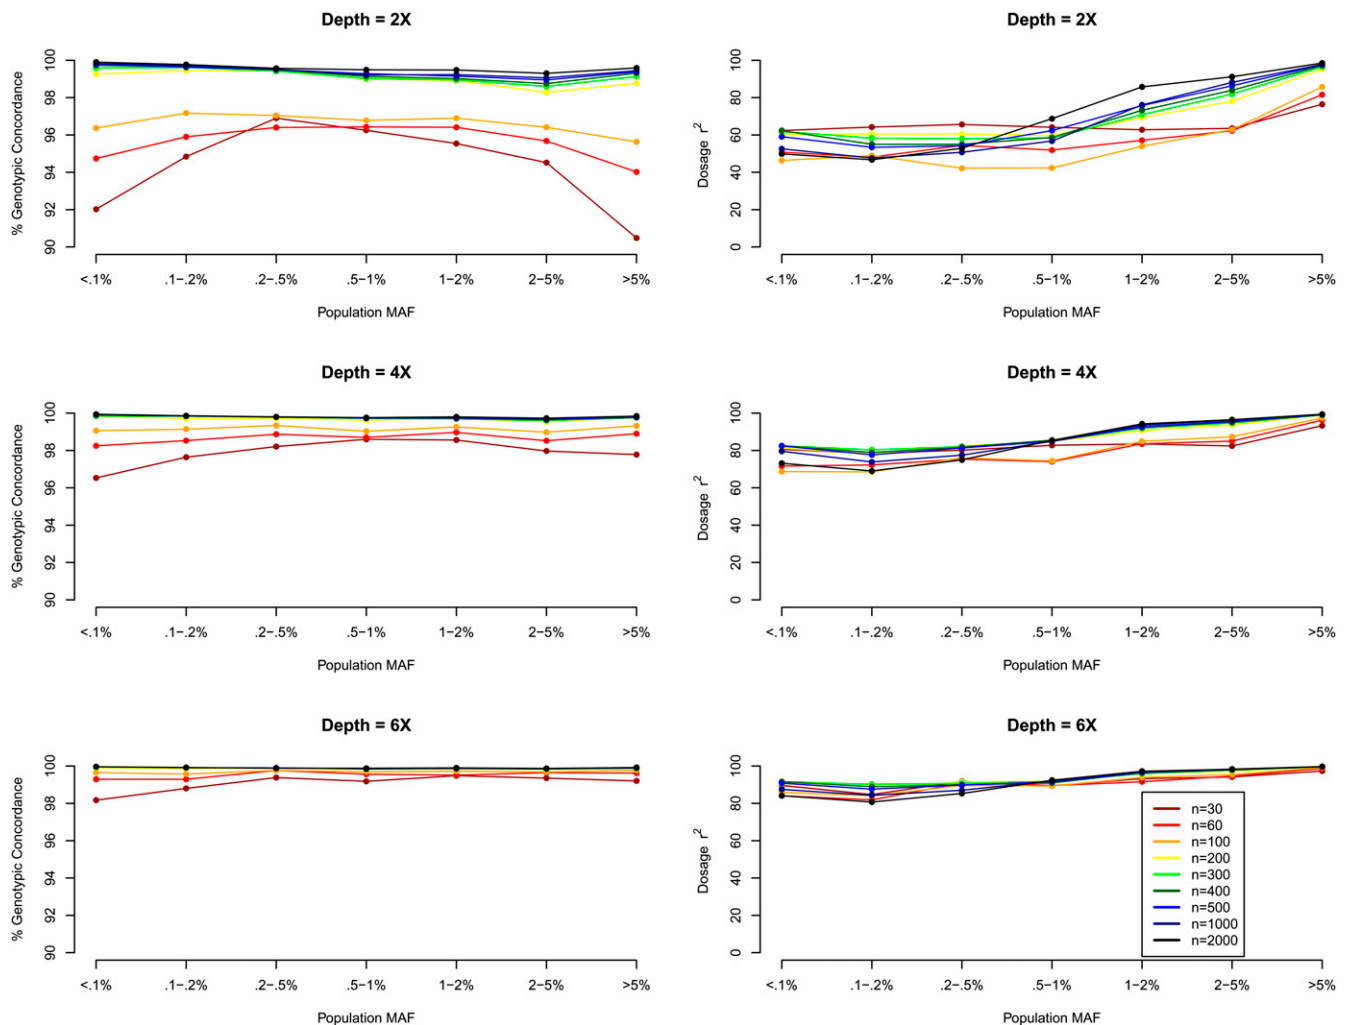 Depth = 2X
% Genotypic Concordance
100
98
96
94
92
90
<.1% .1−.2% .2−.5% .5−1% 1−2% 2−5% >5%
Population MAF
Depth = 2X
Dosage r²
100
80
60
40
20
0
<.1% .1−.2% .2−.5% .5−1% 1−2% 2−5% >5%
Population MAF
Depth = 4X
% Genotypic Concordance
100
98
96
94
92
90
<.1% .1−.2% .2−.5% .5−1% 1−2% 2−5% >5%
Population MAF
Depth = 4X
Dosage r²
100
80
60
40
20
0
<.1% .1−.2% .2−.5% .5−1% 1−2% 2−5% >5%
Population MAF
Depth = 6X
% Genotypic Concordance
100
98
96
94
92
90
<.1% .1−.2% .2−.5% .5−1% 1−2% 2−5% >5%
Population MAF
Depth = 6X
Dosage r²
100
80
60
40
20
0
n=30
n=60
n=100
n=200
n=300
n=400
n=500
n=1000
n=2000
<.1% .1−.2% .2−.5% .5−1% 1−2% 2−5% >5%
Population MAF